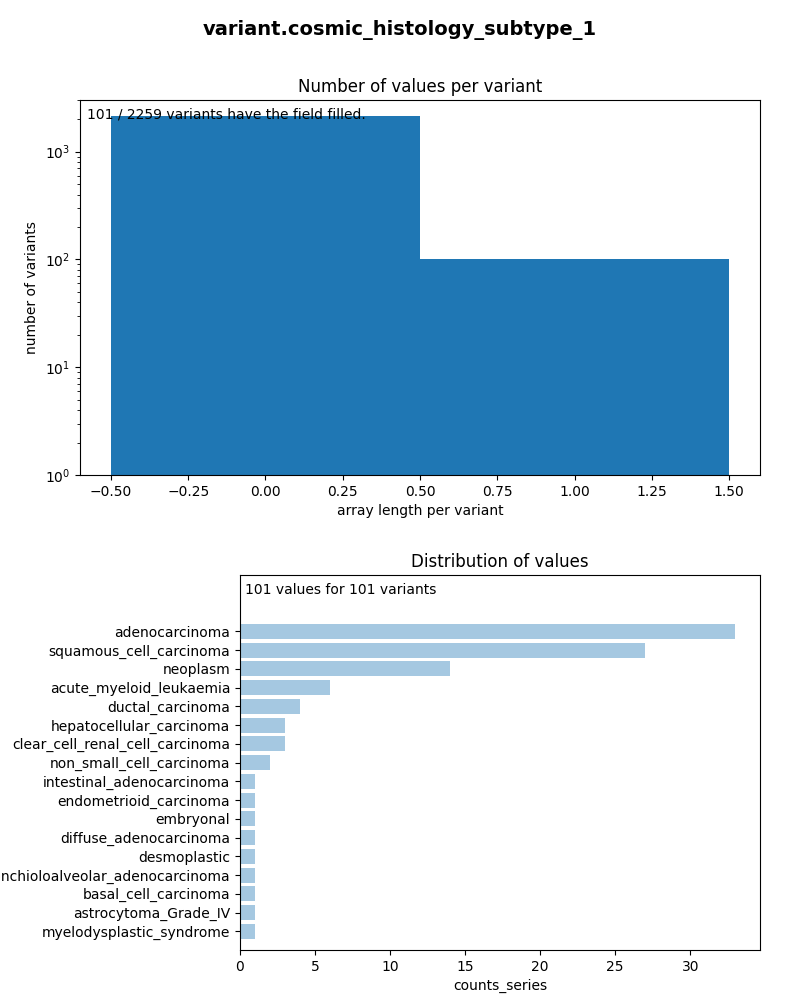 variant.cosmic_histology_subtype_1
Number of values per variant
101 / 2259 variants have the field filled.
number of variants
10³
10²
10¹
10⁰
−0.50 −0.25 0.00 0.25 0.50 0.75 1.00 1.25 1.50
array length per variant
Distribution of values
101 values for 101 variants
adenocarcinoma
squamous_cell_carcinoma
neoplasm
acute_myeloid_leukaemia
ductal_carcinoma
hepatocellular_carcinoma
clear_cell_renal_cell_carcinoma
non_small_cell_carcinoma
intestinal_adenocarcinoma
endometrioid_carcinoma
embryonal
diffuse_adenocarcinoma
desmoplastic
nchioloalveolar_adenocarcinoma
basal_cell_carcinoma
astrocytoma_Grade_IV
myelodysplastic_syndrome
0 5 10 15 20 25 30
counts_series